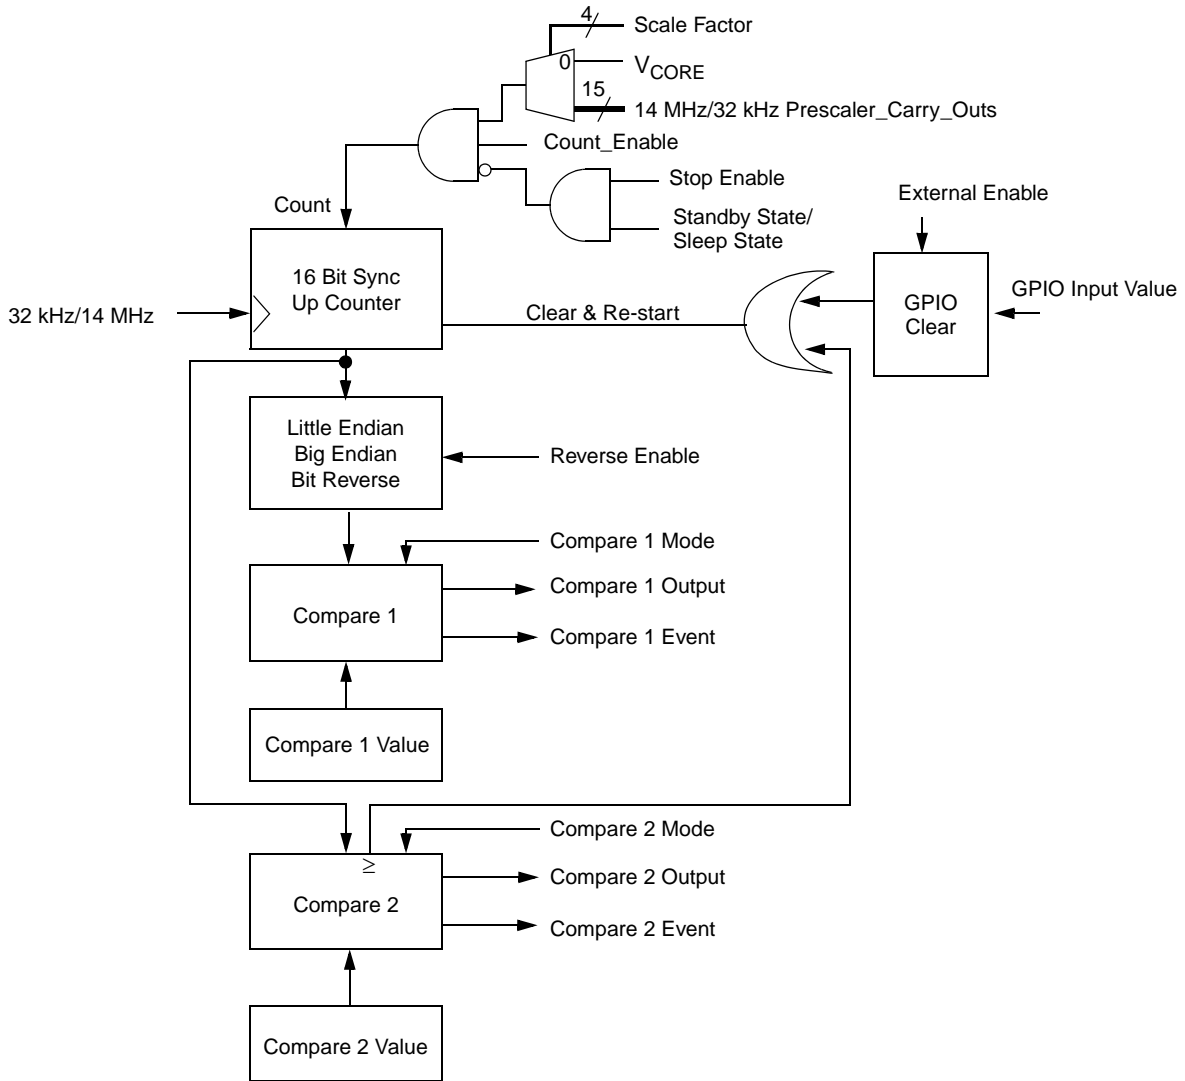 4
Scale Factor
0
VCORE
15
14 MHz/32 kHz Prescaler_Carry_Outs
Count_Enable
Stop Enable
Standby State/
Sleep State
External Enable
Count
16 Bit Sync
Up Counter
32 kHz/14 MHz
Clear & Re-start
GPIO
Clear
GPIO Input Value
Little Endian
Big Endian
Bit Reverse
Reverse Enable
Compare 1 Mode
Compare 1 Output
Compare 1
Compare 1 Event
Compare 1 Value
Compare 2 Mode
≥
Compare 2 Output
Compare 2
Compare 2 Event
Compare 2 Value